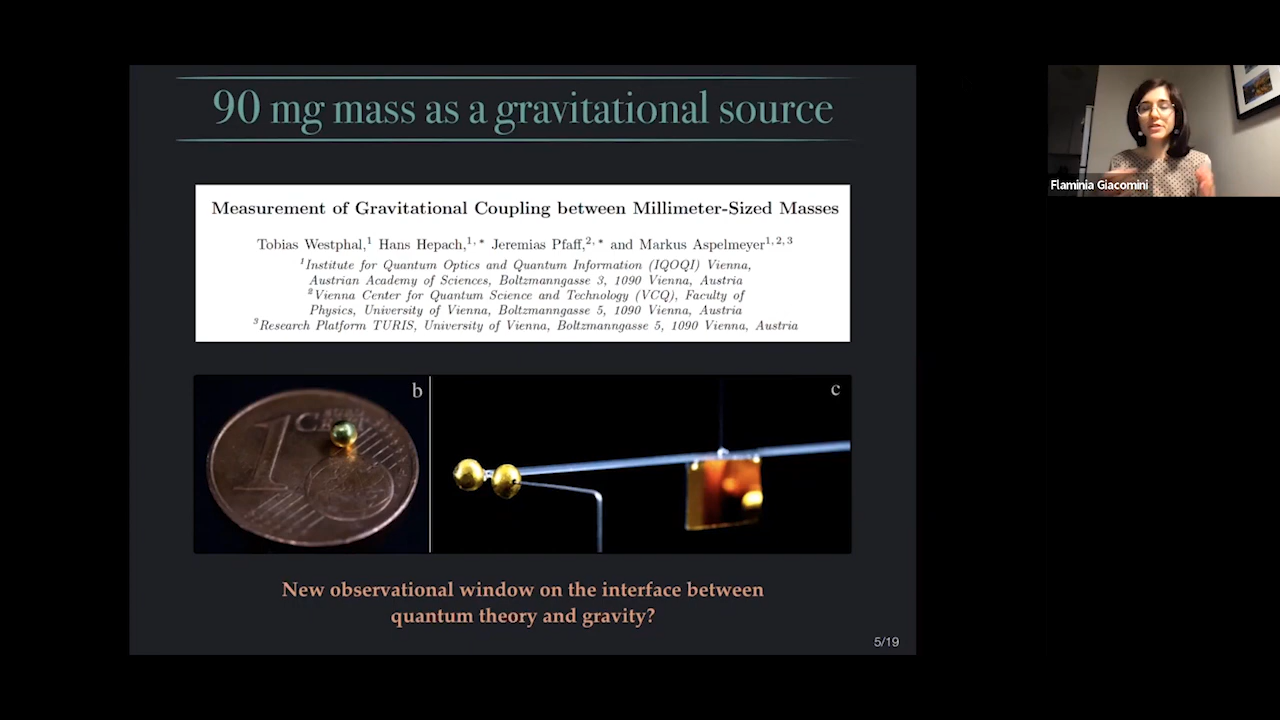 90 mg mass as a gravitational source
Measurement of Gravitational Coupling between Millimeter-Sized Masses
Tobias Westphal,1 Hans Hepach,1, * Jeremias Pfaff,2, * and Markus Aspelmeyer1, 2, 3
1Institute for Quantum Optics and Quantum Information (IQOQI) Vienna,
Austrian Academy of Sciences, Boltzmanngasse 3, 1090 Vienna, Austria
2Vienna Center for Quantum Science and Technology (VCQ), Faculty of
Physics, University of Vienna, Boltzmanngasse 5, 1090 Vienna, Austria
3Research Platform TURIS, University of Vienna, Boltzmanngasse 5, 1090 Vienna, Austria
b
c
1
New observational window on the interface between
quantum theory and gravity?
5/19
Flaminia Giacomini